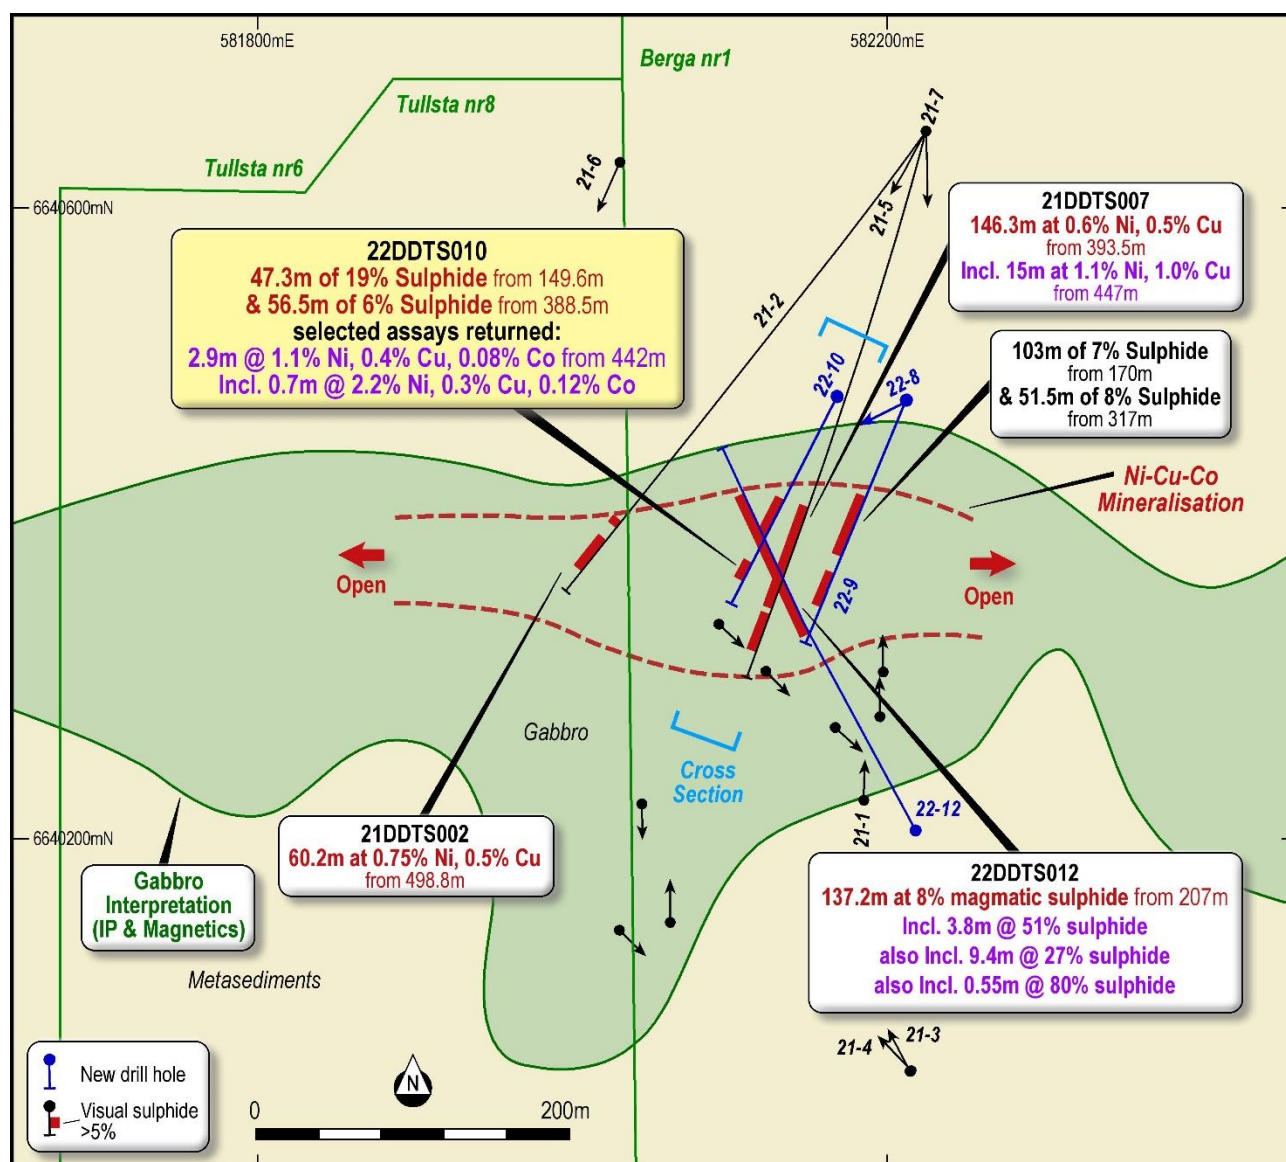 581800mE
582200mE
Berga nr1
Tullsta nr8
Tullsta nr6
21-7
21-6
21-5
21-2
6640600mN
21DDTS007
146.3m at 0.6% Ni, 0.5% Cu
from 393.5m
Incl. 15m at 1.1% Ni, 1.0% Cu
from 447m
22DDTS010
47.3m of 19% Sulphide from 149.6m
& 56.5m of 6% Sulphide from 388.5m
selected assays returned:
2.9m @ 1.1% Ni, 0.4% Cu, 0.08% Co from 442m
Incl. 0.7m @ 2.2% Ni, 0.3% Cu, 0.12% Co
22-10
22-8
103m of 7% Sulphide
from 170m
& 51.5m of 8% Sulphide
from 317m
Ni-Cu-Co
Mineralisation
Open
Open
22-9
Gabbro
Cross
Section
6640200mN
21-1
22-12
21DDTS002
60.2m at 0.75% Ni, 0.5% Cu
from 498.8m
Gabbro
Interpretation
(IP & Magnetics)
22DDTS012
137.2m at 8% magmatic sulphide from 207m
Incl. 3.8m @ 51% sulphide
also Incl. 9.4m @ 27% sulphide
also Incl. 0.55m @ 80% sulphide
Metasediments
21-4
21-3
New drill hole
Visual sulphide
>5%
N
0
200m